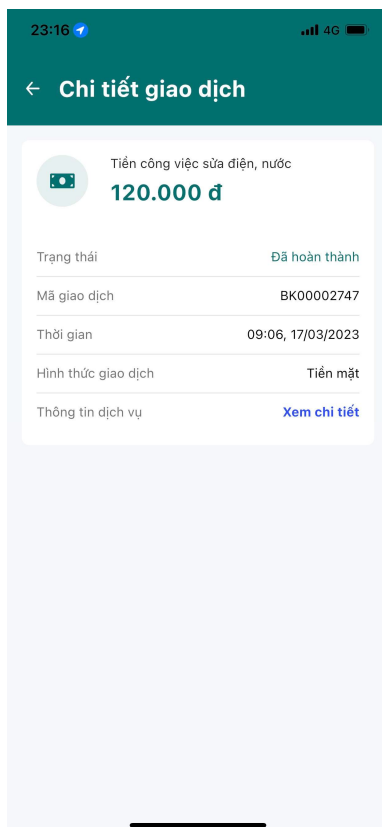 23:16
4G
Chi tiết giao dịch
Tiền công việc sửa điện, nước
120.000 đ
Trạng thái Đã hoàn thành
Mã giao dịch BK00002747
Thời gian 09:06, 17/03/2023
Hình thức giao dịch Tiền mặt
Thông tin dịch vụ Xem chi tiết